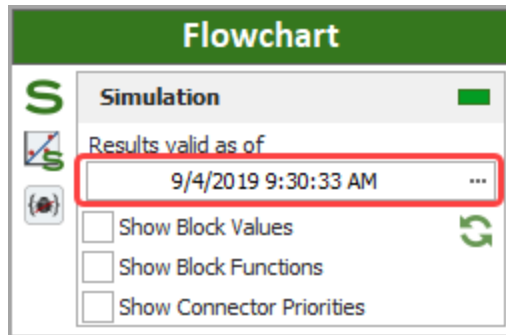 Flowchart
S
Simulation
Results valid as of
9/4/2019 9:30:33 AM ...
Show Block Values
Show Block Functions
Show Connector Priorities